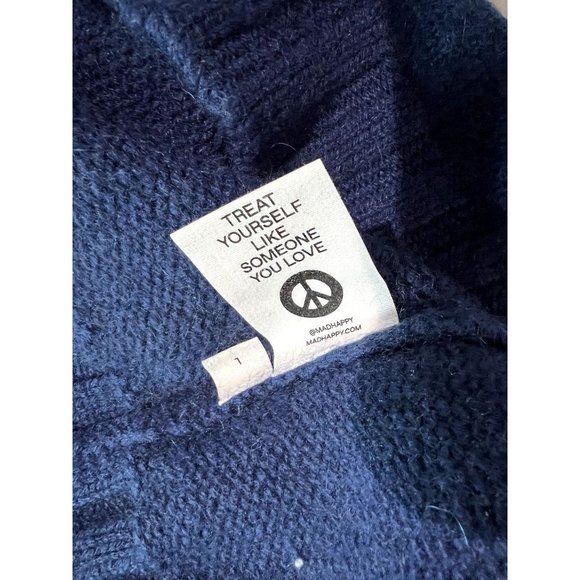 TREAT
YOURSELF
LIKE
SOMEONE
YOU LOVE
@MADHAPPY
MADHAPPY.COM
1